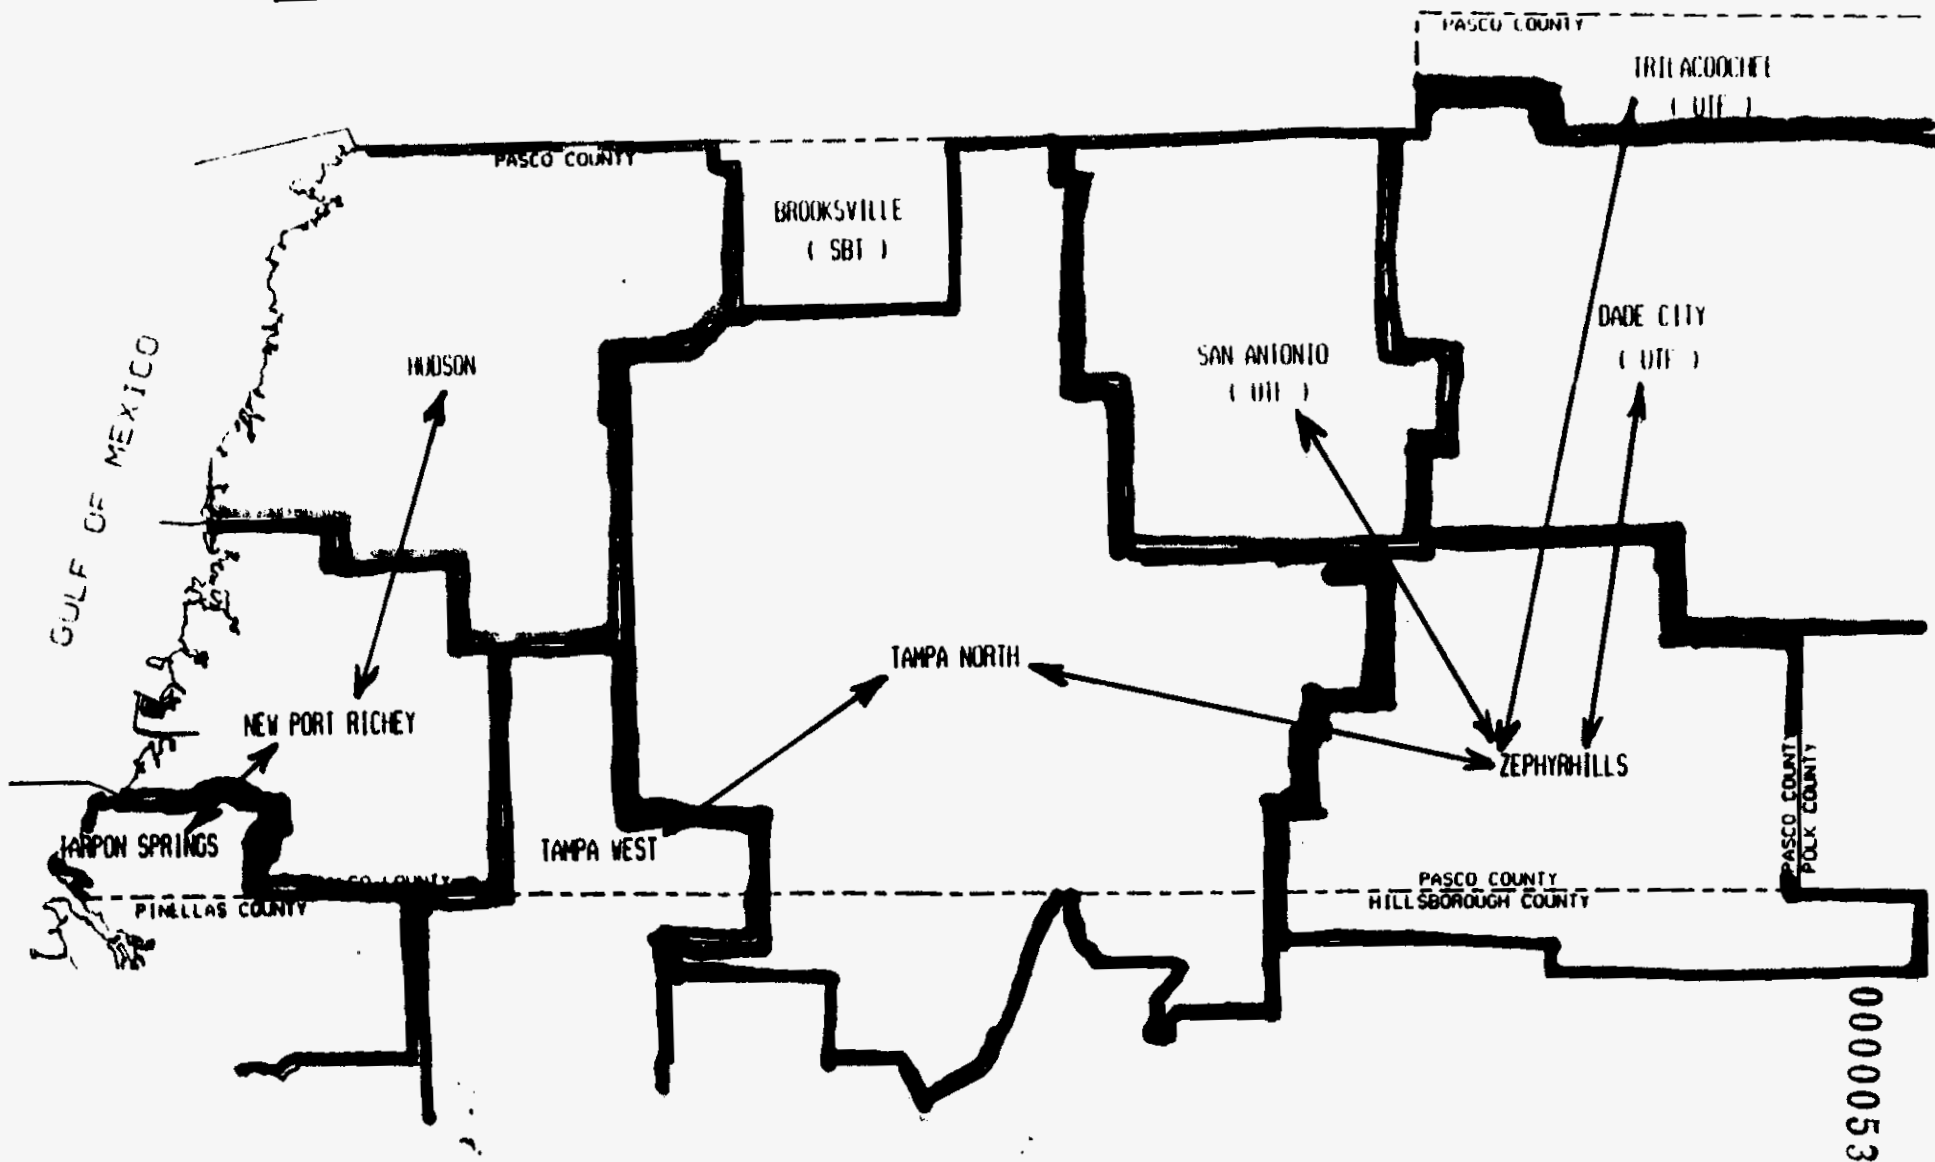 PASCO COUNTY
TRILACOOCHEE
( UTF )
PASCO COUNTY
BROOKSVILLE
( SBT )
DADE CITY
( UTF )
SAN ANTONIO
( UTF )
HUDSON
GULF OF MEXICO
TAMPA NORTH
NEW PORT RICHEY
ZEPHYRHILLS
PASCO COUNTY
POLK COUNTY
TARPON SPRINGS
TAMPA WEST
CO COUNTY
PASCO COUNTY
PINELLAS COUNTY
HILLSBOROUGH COUNTY
0000053